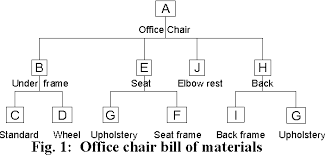 A
Office Chair
B E J H
Under frame Seat Elbow rest Back
C D G F I G
Standard Wheel Upholstery Seat frame Back frame Upholstery
Fig. 1: Office chair bill of materials